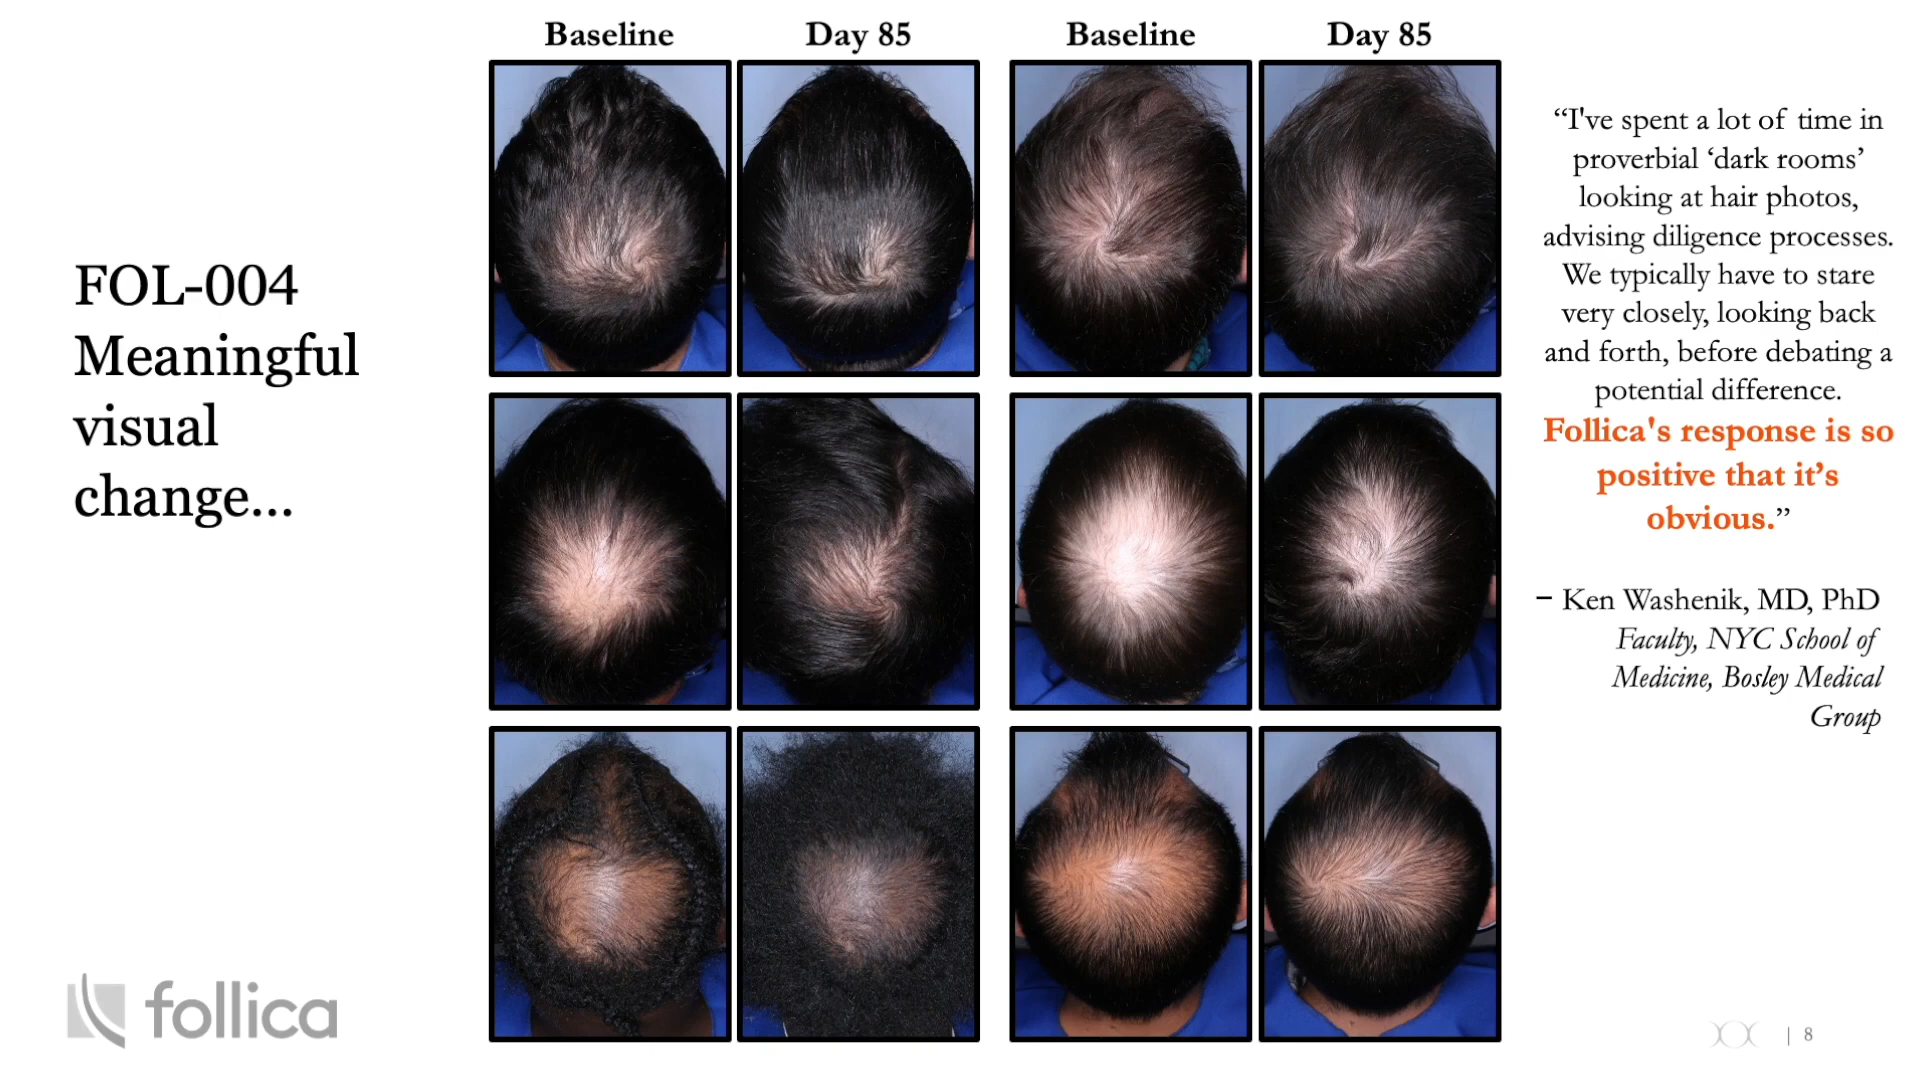 Baseline
Day 85
Baseline
Day 85
FOL-004
Meaningful
visual
change...
“I've spent a lot of time in
proverbial ‘dark rooms’
looking at hair photos,
advising diligence processes.
We typically have to stare
very closely, looking back
and forth, before debating a
potential difference.
Follica's response is so
positive that it’s
obvious.”
– Ken Washenik, MD, PhD
Faculty, NYC School of
Medicine, Bosley Medical
Group
follica
| 8